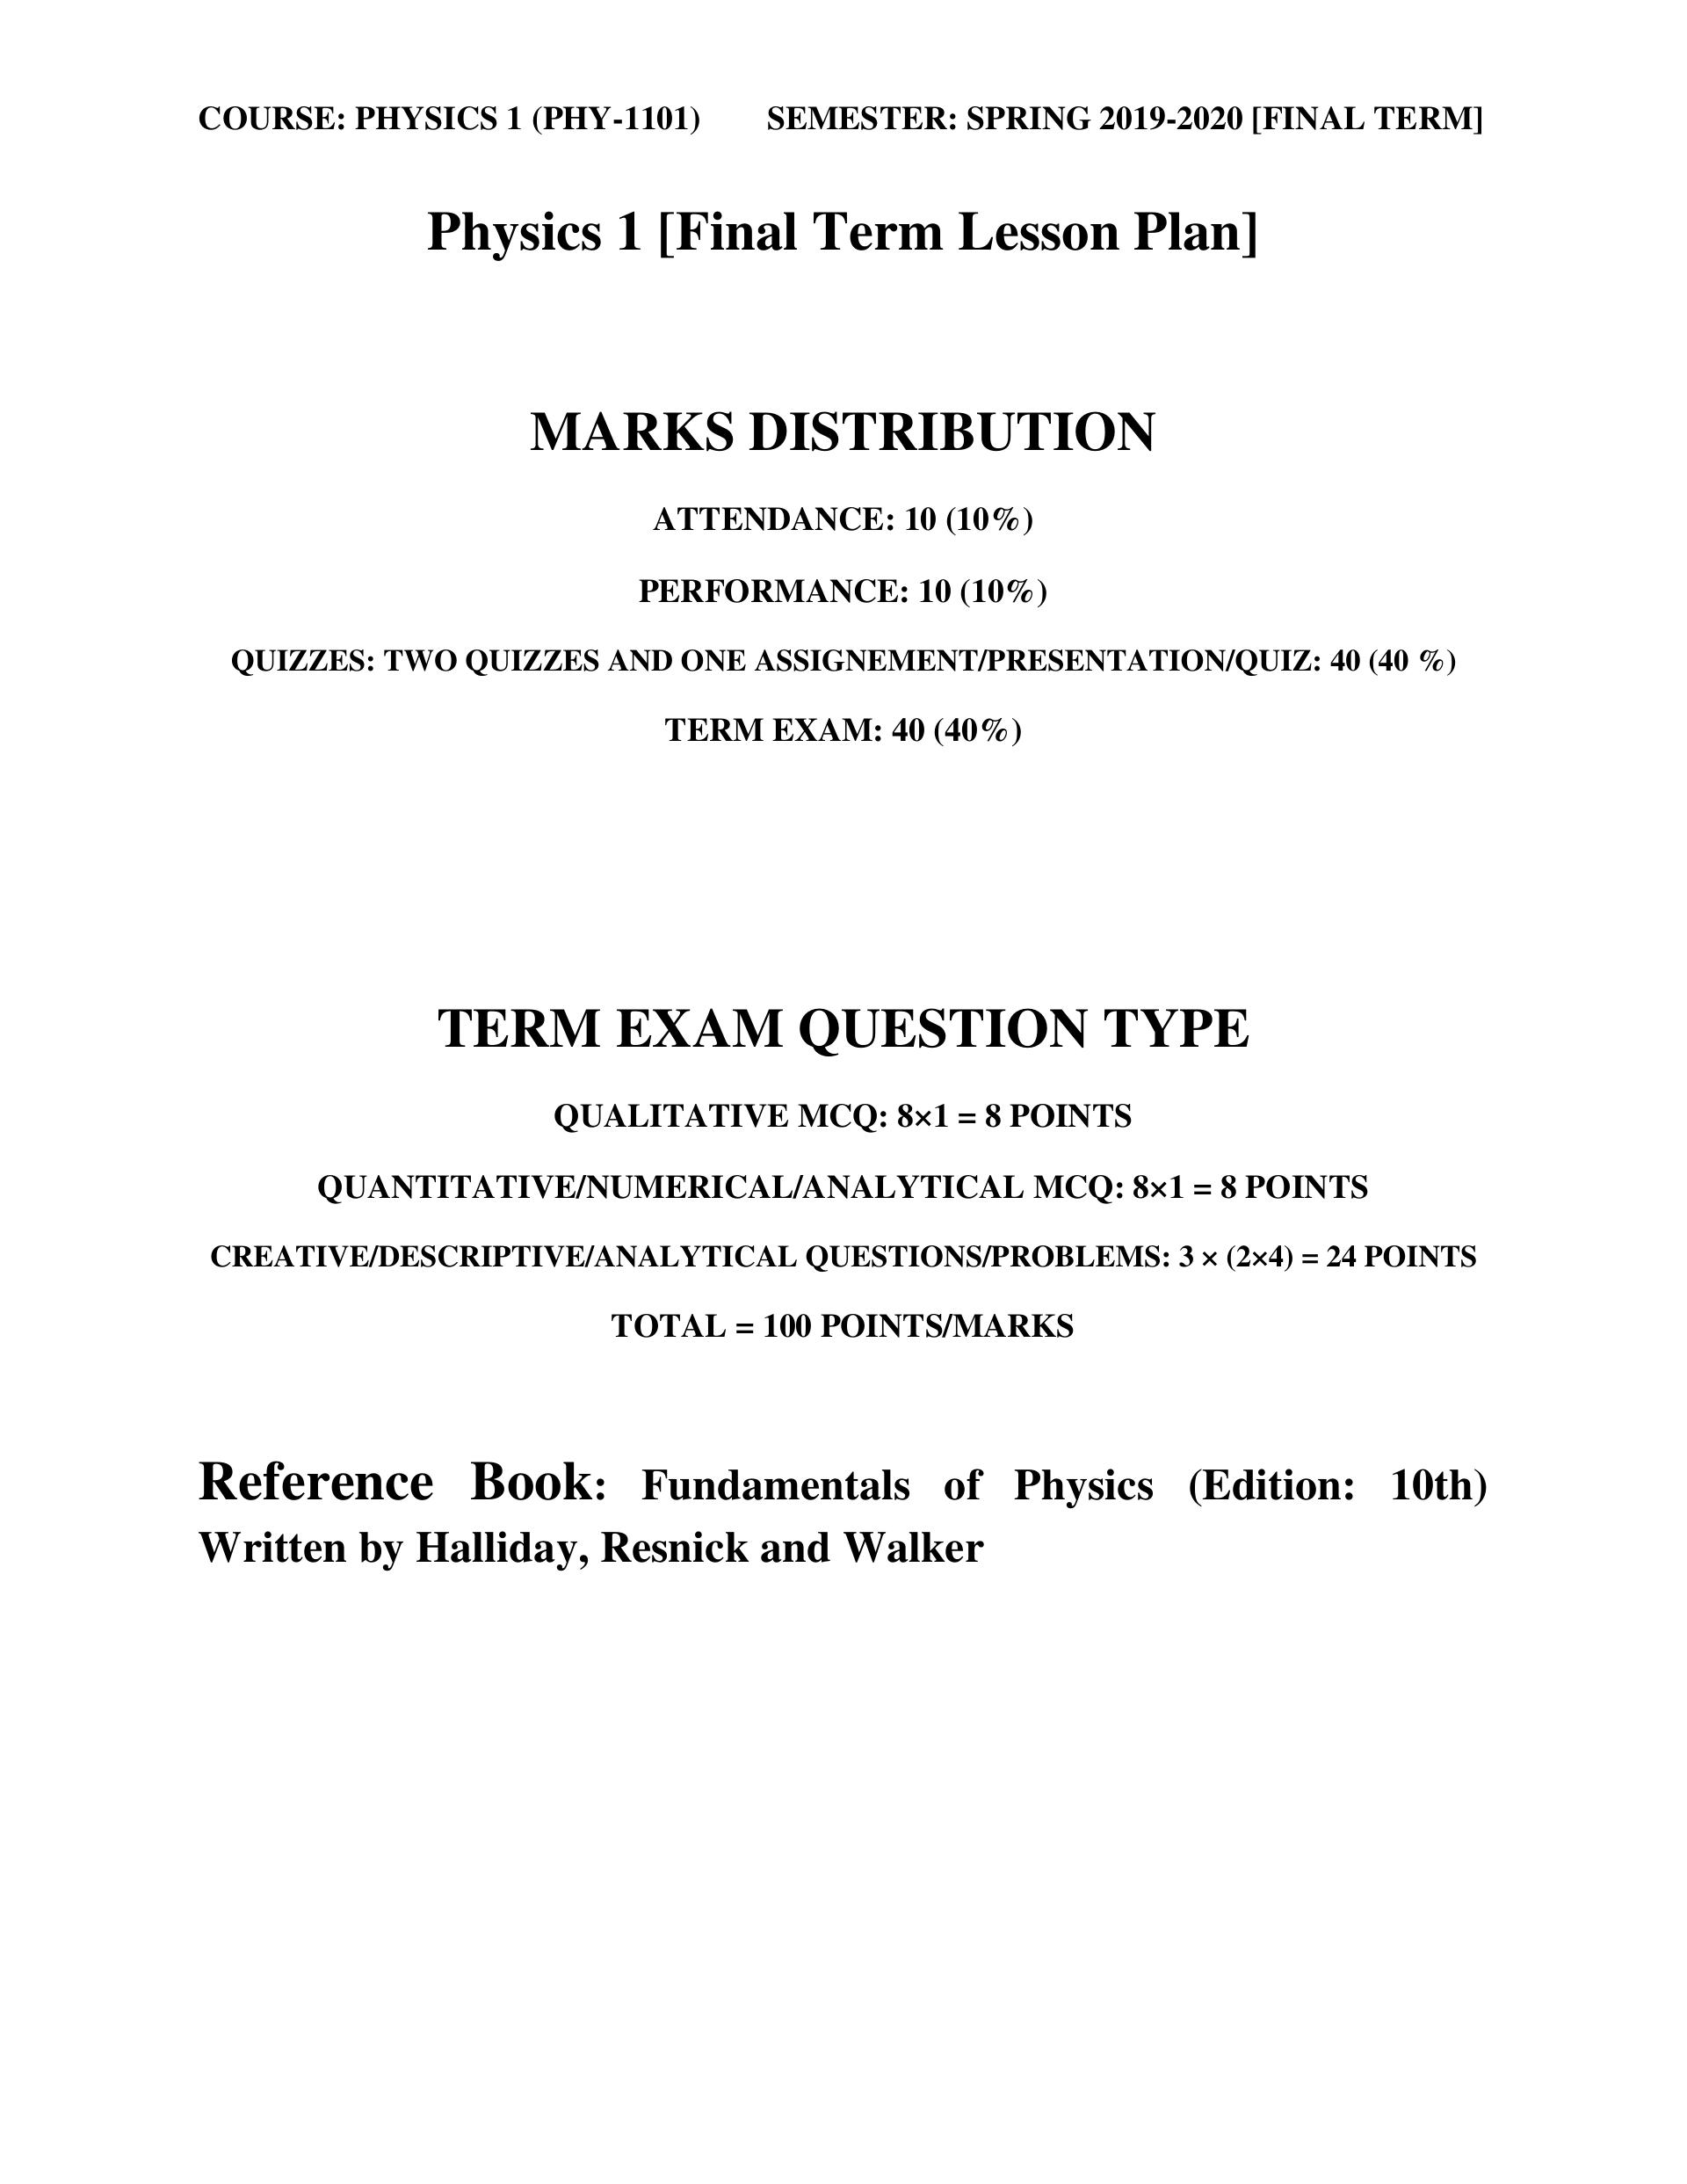 COURSE: PHYSICS 1 (PHY-1101) SEMESTER: SPRING 2019-2020 [FINAL TERM]
Physics 1 [Final Term Lesson Plan]
MARKS DISTRIBUTION
ATTENDANCE: 10 (10%)
PERFORMANCE: 10 (10%)
QUIZZES: TWO QUIZZES AND ONE ASSIGNEMENT/PRESENTATION/QUIZ: 40 (40 %)
TERM EXAM: 40 (40%)
TERM EXAM QUESTION TYPE
QUALITATIVE MCQ: 8×1 = 8 POINTS
QUANTITATIVE/NUMERICAL/ANALYTICAL MCQ: 8×1 = 8 POINTS
CREATIVE/DESCRIPTIVE/ANALYTICAL QUESTIONS/PROBLEMS: 3 × (2×4) = 24 POINTS
TOTAL = 100 POINTS/MARKS
Reference Book: Fundamentals of Physics (Edition: 10th)
Written by Halliday, Resnick and Walker